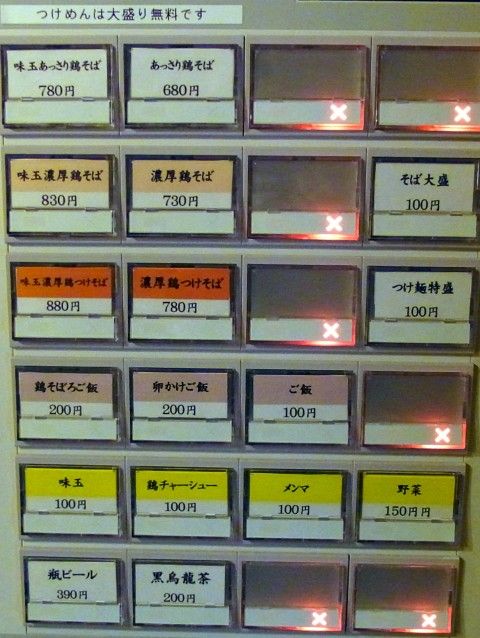 つけめんは大盛り無料です
味玉あっさり鶏そば
780円
あっさり鶏そば
680円
味玉濃厚鶏そば
830円
濃厚鶏そば
730円
そば大盛
100円
味玉濃厚鶏つけそば
880円
濃厚鶏つけそば
780円
つけ麺特盛
100円
鶏そぼろご飯
200円
卵かけご飯
200円
ご飯
100円
味玉
100円
鶏チャーシュー
100円
メンマ
100円
野菜
150円円
瓶ビール
390円
黒烏龍茶
200円